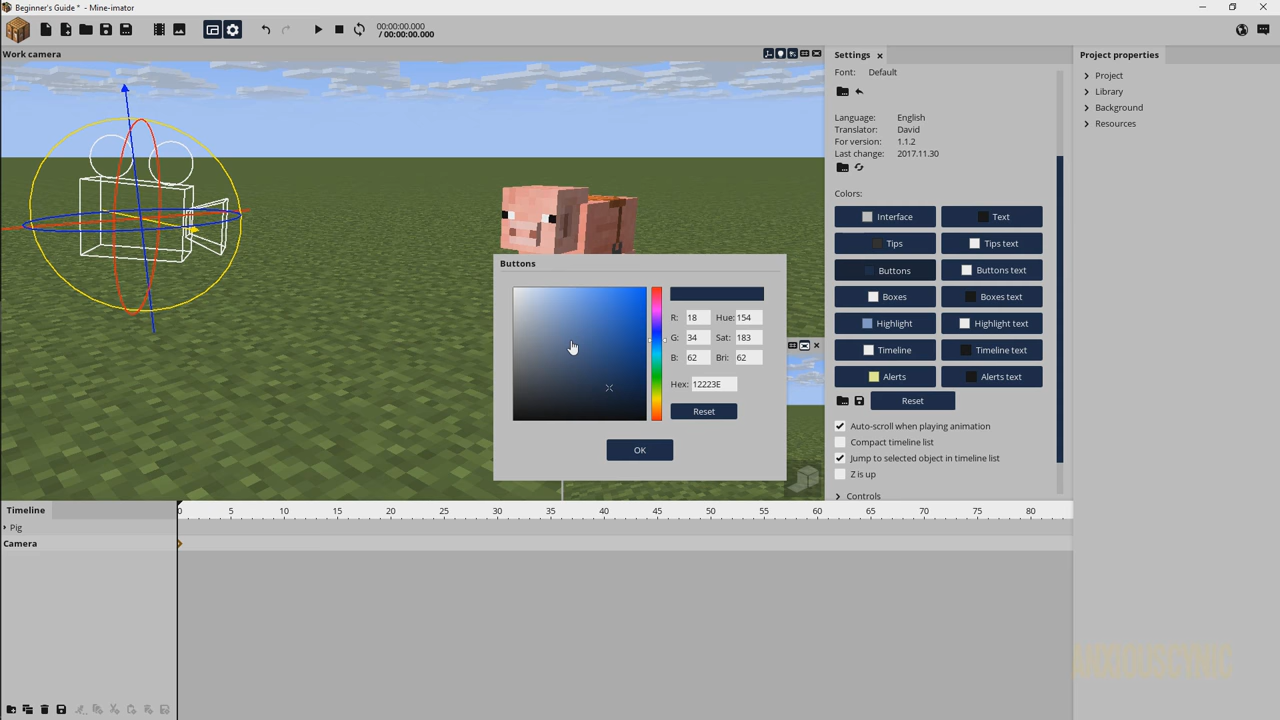 Beginner's Guide * - Mine-imator
00:00:00.000
/ 00:00:00.000
Work camera
Settings
Project properties
Font: Default
Project
Library
Background
Resources
Language: English
Translator: David
For version: 1.1.2
Last change: 2017.11.30
Colors:
Interface Text
Tips Tips text
Buttons Buttons text
Boxes Boxes text
Highlight Highlight text
Timeline Timeline text
Alerts Alerts text
Reset
Auto-scroll when playing animation
Compact timeline list
Jump to selected object in timeline list
Z is up
Controls
Buttons
R: 18 Hue: 154
G: 34 Sat: 183
B: 62 Bri: 62
Hex: 12223E
Reset
OK
Timeline
0 5 10 15 20 25 30 35 40 45 50 55 60 65 70 75 80
Pig
Camera